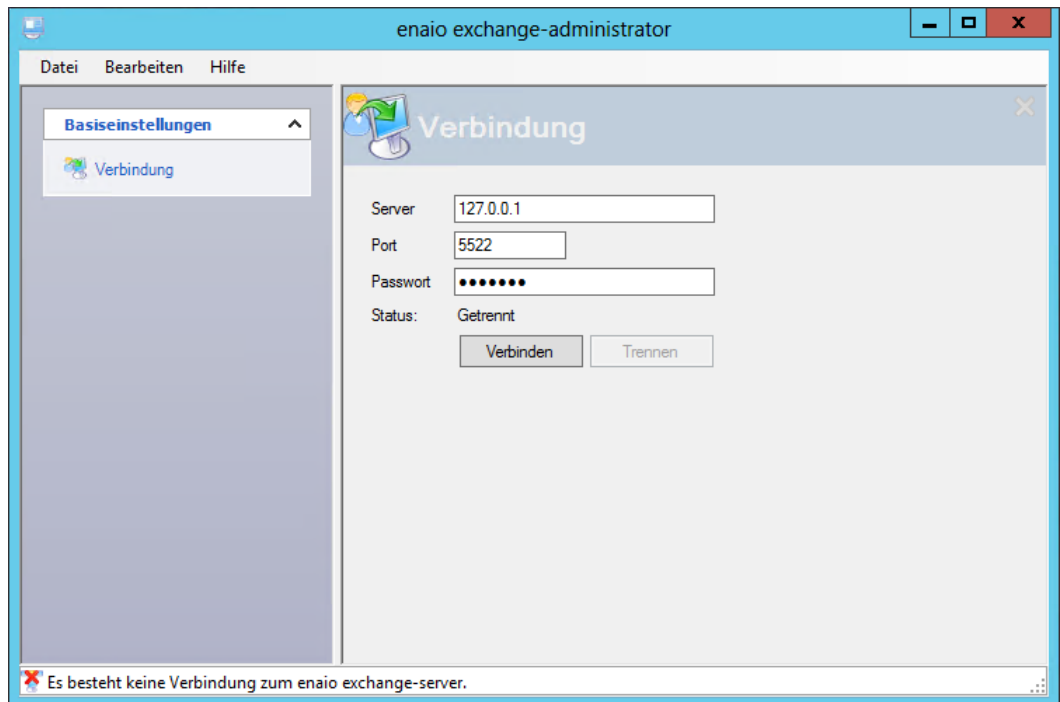 enaio exchange-administrator
Datei Bearbeiten Hilfe
Basiseinstellungen
Verbindung
Verbindung
Server 127.0.0.1
Port 5522
Passwort •••••••
Status: Getrennt
Verbinden Trennen
Es besteht keine Verbindung zum enaio exchange-server.